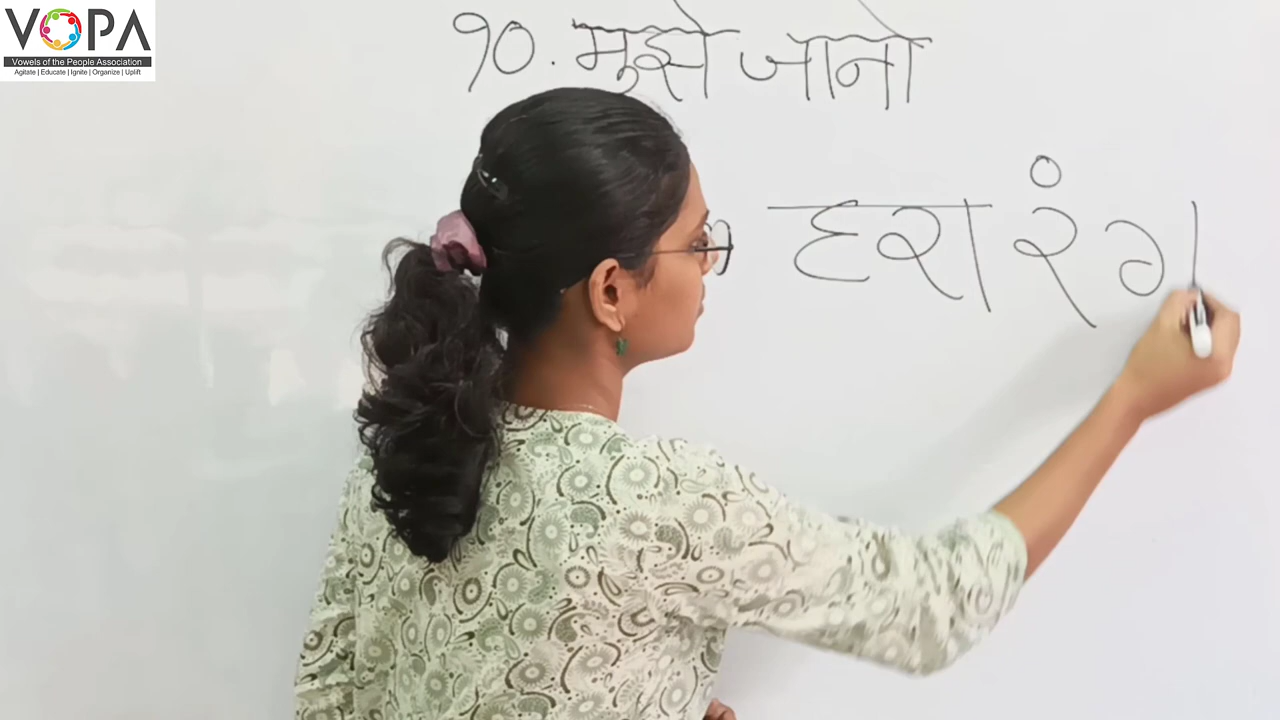 VOPA
Vowels of the People Association
Agitate | Educate | Ignite | Organize | Uplift
१०. मुझे जानो
हरा रंग